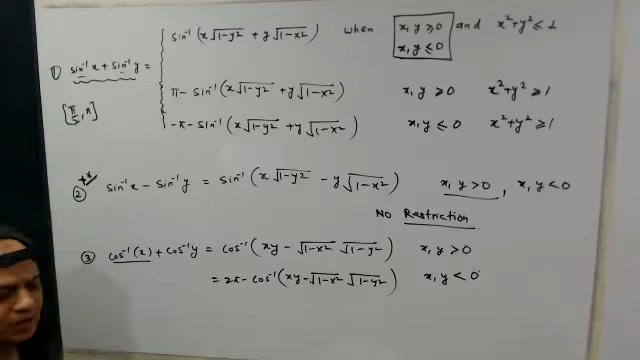 sin⁻¹(x√1-y² + y√1-x²) when x, y ≥ 0 and x²+y² ≤ 1
x, y ≤ 0
1) sin⁻¹x + sin⁻¹y =
π - sin⁻¹(x√1-y² + y√1-x²) x, y ≥ 0 x²+y² ≥ 1
-π - sin⁻¹(x√1-y² + y√1-x²) x, y ≤ 0 x²+y² ≥ 1
② sin⁻¹x - sin⁻¹y = sin⁻¹(x√1-y² - y√1-x²) x, y > 0, x, y < 0
No Restriction
③ cos⁻¹(x) + cos⁻¹y = cos⁻¹(xy - √1-x² √1-y²) x, y > 0
= 2π - cos⁻¹(xy - √1-x² √1-y²) x, y < 0